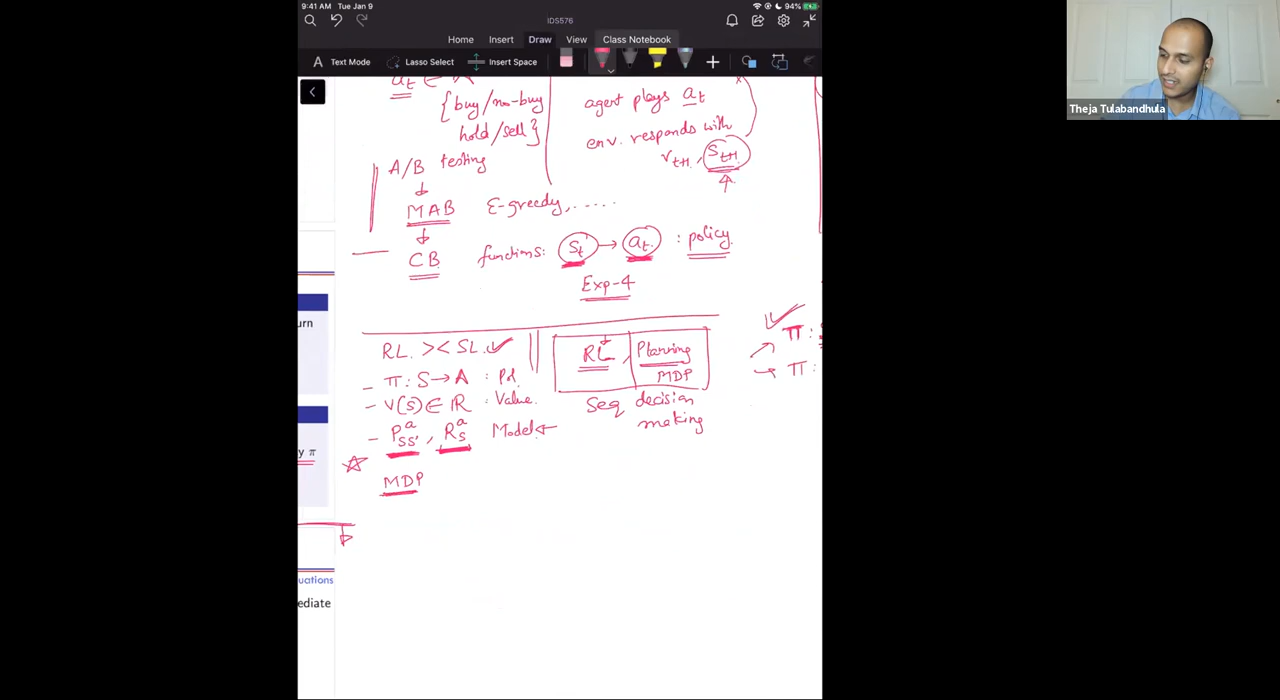 9:41 AM Tue Jan 9
94%
IDS576
Home Insert Draw View Class Notebook
Text Mode Lasso Select Insert Space
Theja Tulabandhula
at ∈
{buy/no-buy
hold/sell}
A/B testing
MAB ε-greedy, .....
CB functions: St → at : policy
Exp-4
agent plays at
env. responds with
rt+1, St+1
RL. >< SL.
- π: S→A : Pol
- V(s) ∈ ℝ : Value
- Pᵃss', Rᵃs Model
MDP
RL, Planning
MDP
Seq decision
making
π:
π:
urn
y π
uations
ediate